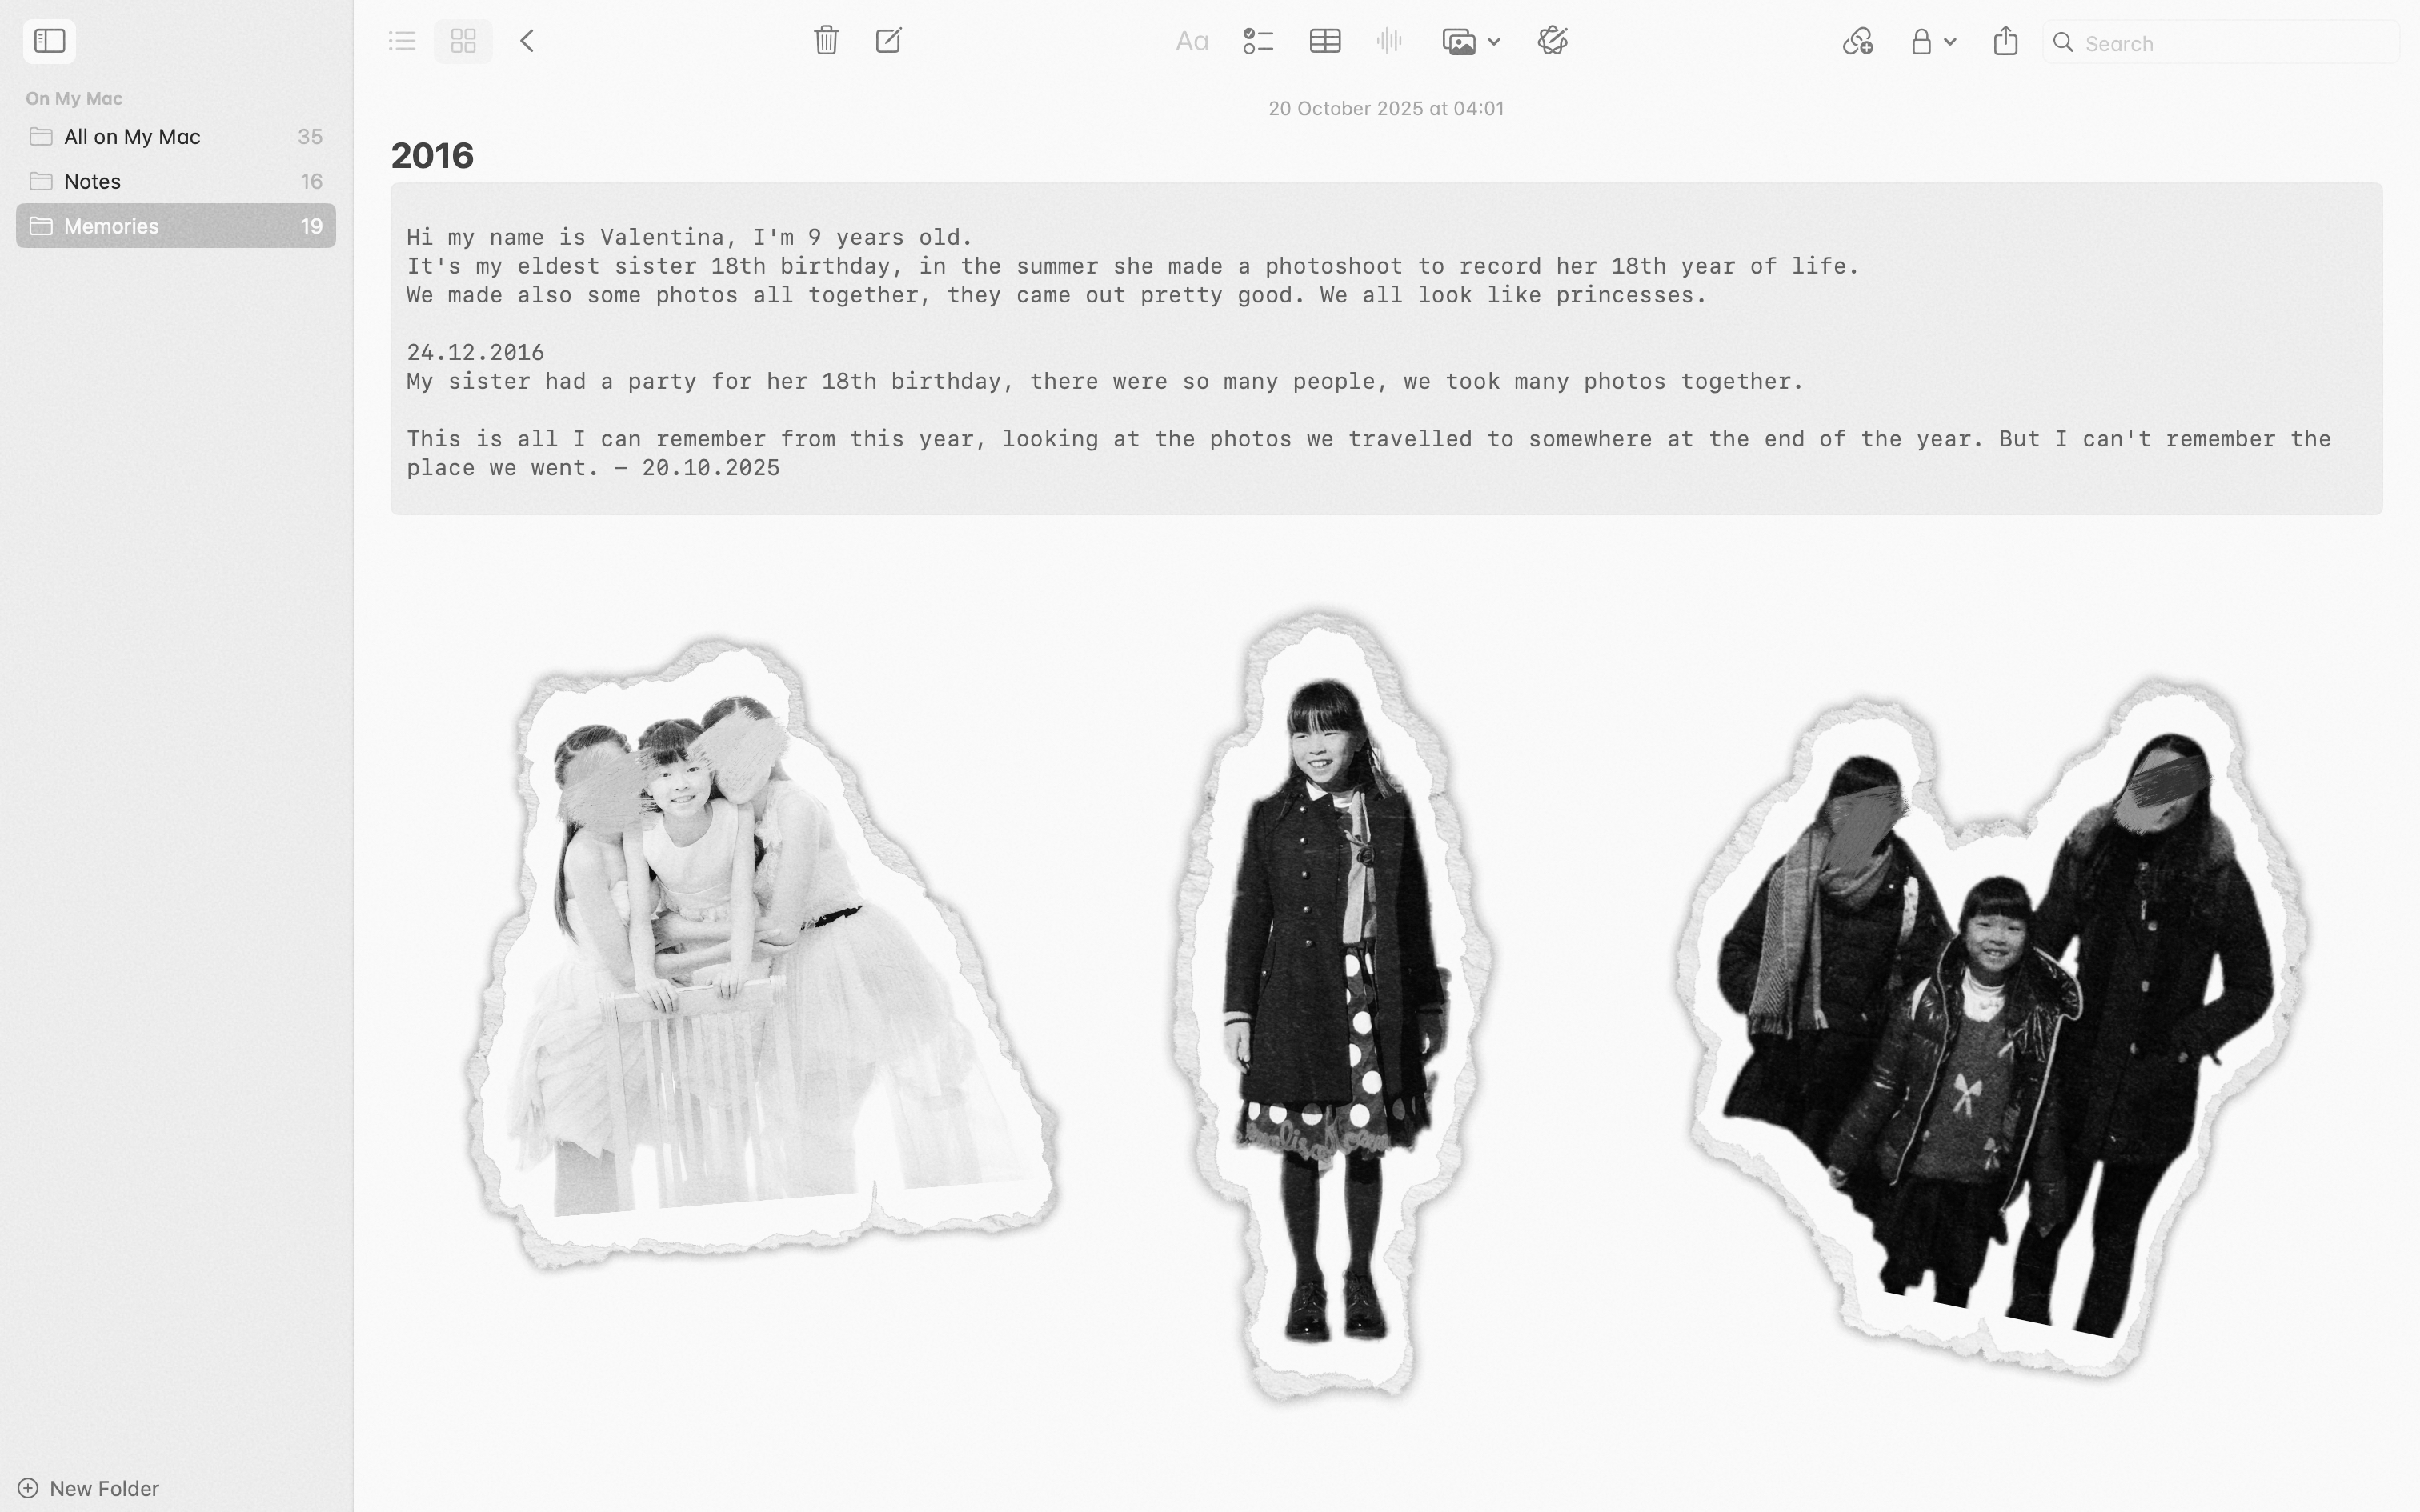 On My Mac
All on My Mac 35
Notes 16
Memories 19
New Folder
Aa
Search
20 October 2025 at 04:01
2016
Hi my name is Valentina, I'm 9 years old.
It's my eldest sister 18th birthday, in the summer she made a photoshoot to record her 18th year of life.
We made also some photos all together, they came out pretty good. We all look like princesses.
24.12.2016
My sister had a party for her 18th birthday, there were so many people, we took many photos together.
This is all I can remember from this year, looking at the photos we travelled to somewhere at the end of the year. But I can't remember the
place we went. — 20.10.2025